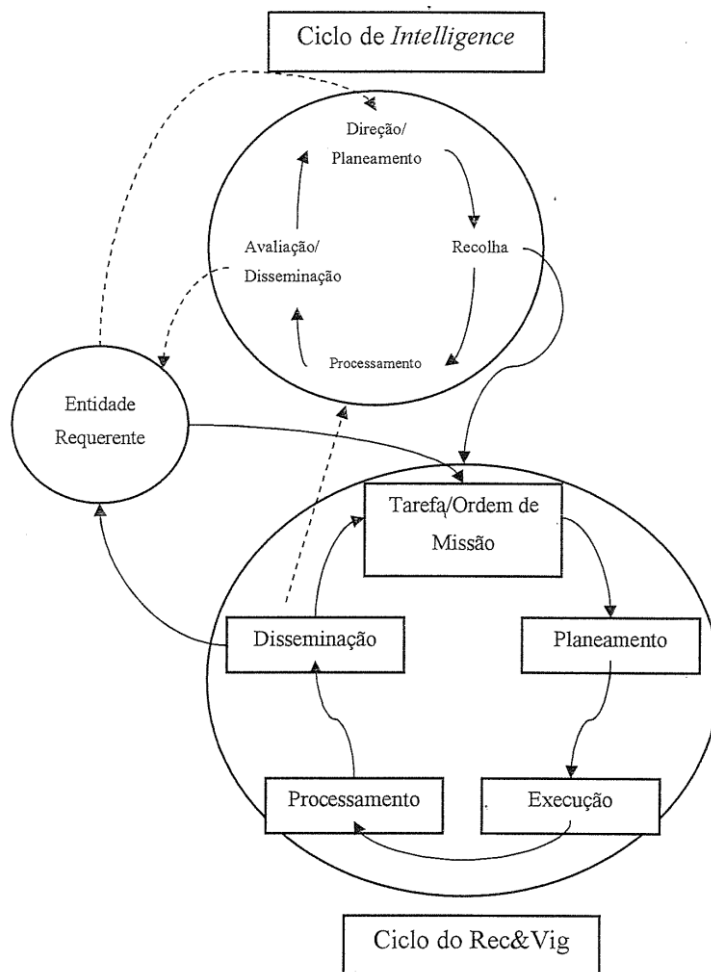 Ciclo de Intelligence
Direção/
Planeamento
Avaliação/
Disseminação
Recolha
Processamento
Entidade
Requerente
Tarefa/Ordem de
Missão
Disseminação
Planeamento
Processamento
Execução
Ciclo do Rec&Vig